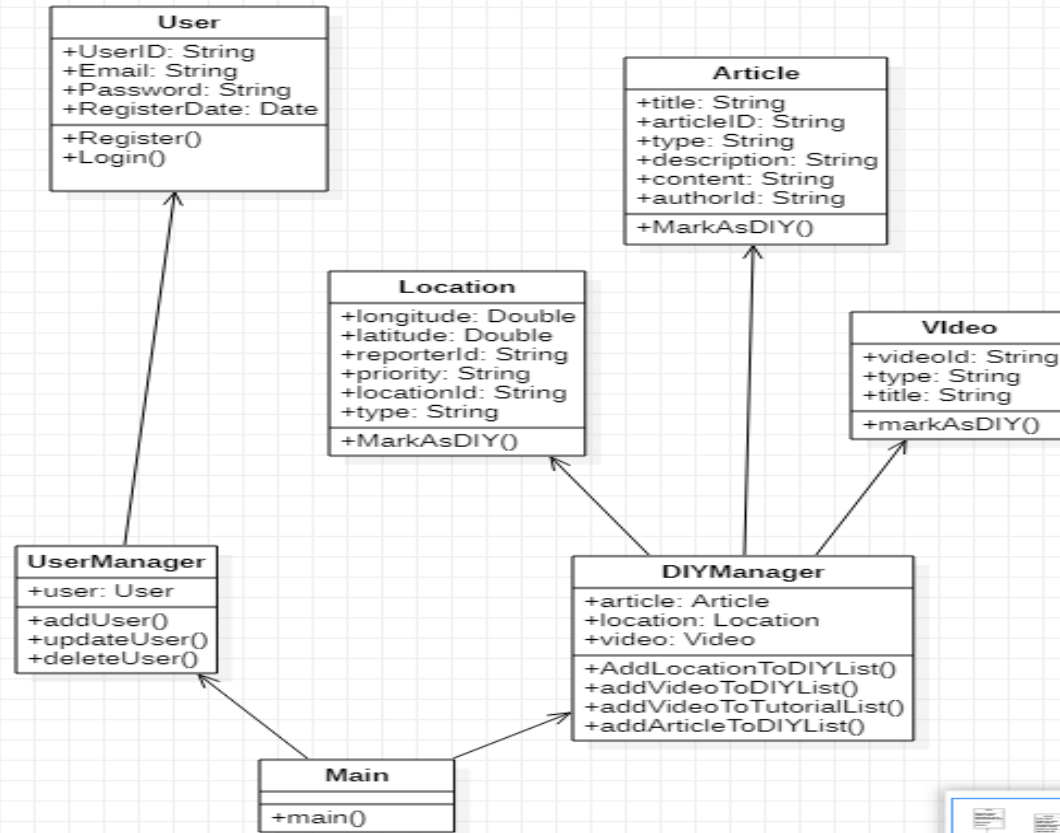 User
+UserID: String
+Email: String
+Password: String
+RegisterDate: Date
+Register()
+Login()
Article
+title: String
+articleID: String
+type: String
+description: String
+content: String
+authorId: String
+MarkAsDIY()
Location
+longitude: Double
+latitude: Double
+reporterId: String
+priority: String
+locationId: String
+type: String
+MarkAsDIY()
VIdeo
+videoId: String
+type: String
+title: String
+markAsDIY()
UserManager
+user: User
+addUser()
+updateUser()
+deleteUser()
DIYManager
+article: Article
+location: Location
+video: Video
+AddLocationToDIYList()
+addVideoToDIYList()
+addVideoToTutorialList()
+addArticleToDIYList()
Main
+main()